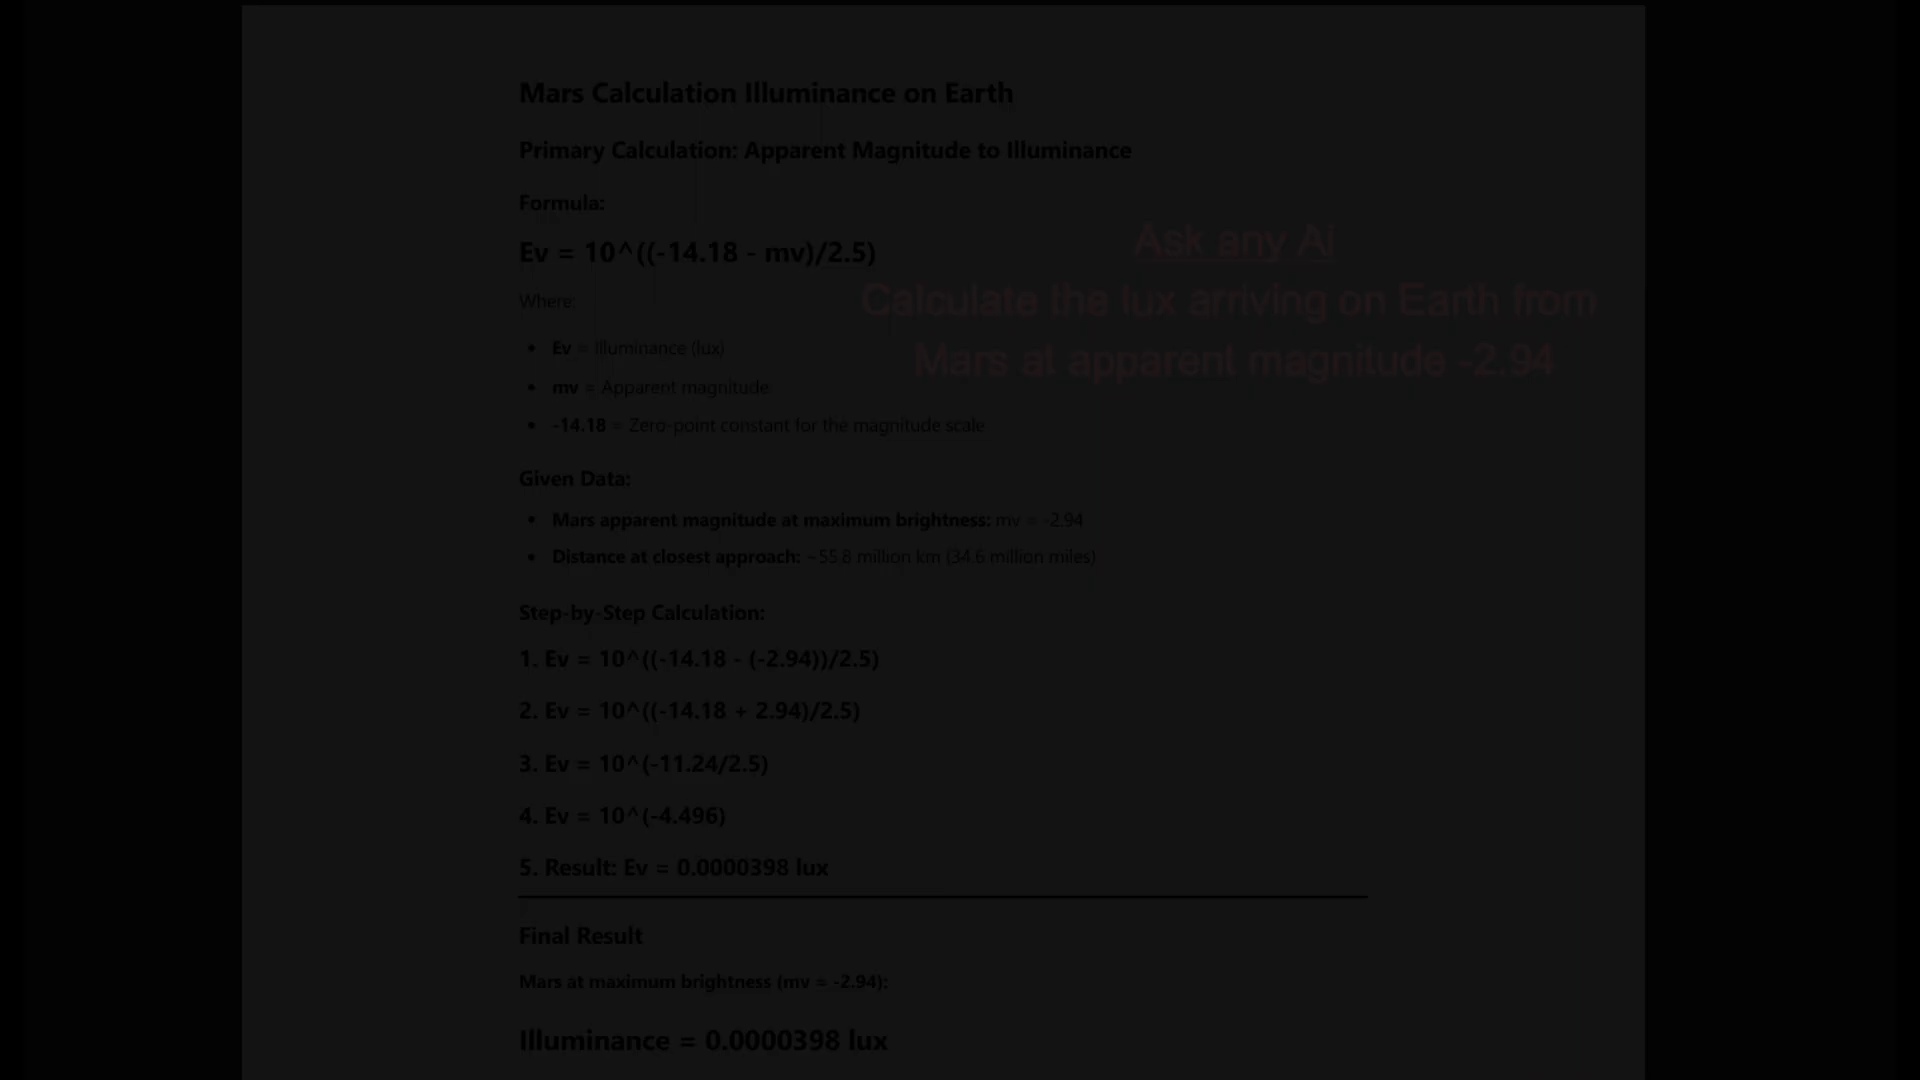 Mars Calculation Illuminance on Earth
Primary Calculation: Apparent Magnitude to Illuminance
Formula:
Ev = 10^((-14.18 - mv)/2.5)
Ask any Ai
Calculate the lux arriving on Earth from
Mars at apparent magnitude -2.94
Where:
• Ev = Illuminance (lux)
• mv = Apparent magnitude
• -14.18 = Zero-point constant for the magnitude scale
Given Data:
• Mars apparent magnitude at maximum brightness: mv = -2.94
• Distance at closest approach: ~55.8 million km (34.6 million miles)
Step-by-Step Calculation:
1. Ev = 10^((-14.18 - (-2.94))/2.5)
2. Ev = 10^((-14.18 + 2.94)/2.5)
3. Ev = 10^(-11.24/2.5)
4. Ev = 10^(-4.496)
5. Result: Ev = 0.0000398 lux
Final Result
Mars at maximum brightness (mv = -2.94):
Illuminance = 0.0000398 lux